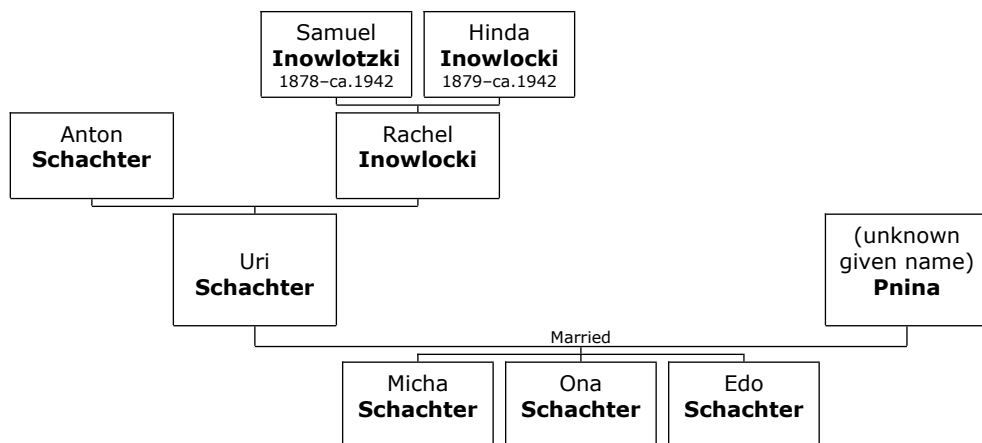 Samuel
Inowlotzki
1878–ca.1942
Hinda
Inowlocki
1879–ca.1942
Anton
Schachter
Rachel
Inowlocki
Uri
Schachter
(unknown
given name)
Pnina
Married
Micha
Schachter
Ona
Schachter
Edo
Schachter